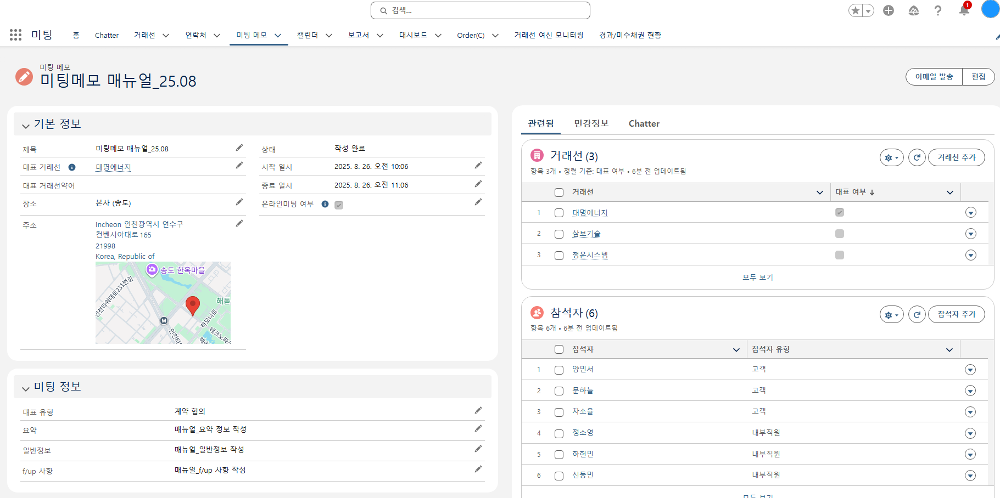 검색...
1
미팅
홈 Chatter 거래선 연락처 미팅 메모 캘린더 보고서 대시보드 Order(C) 거래선 여신 모니터링 경과/미수채권 현황
미팅 메모
미팅메모 매뉴얼_25.08
이메일 발송 편집
기본 정보
제목 미팅메모 매뉴얼_25.08
상태 작성 완료
대표 거래선 대명에너지
시작 일시 2025. 8. 26. 오전 10:06
대표 거래선약어
종료 일시 2025. 8. 26. 오전 11:06
장소 본사 (송도)
온라인미팅 여부
주소 Incheon 인천광역시 연수구
컨벤시아대로 165
21998
Korea, Republic of
송도 한옥마을
인천타워대로231번길
해돋
하모니로
M
테크노파크
인천타
해송
미팅 정보
대표 유형 계약 협의
요약 매뉴얼_요약 정보 작성
일반정보 매뉴얼_일반정보 작성
f/up 사항 매뉴얼_f/up 사항 작성
관련됨 민감정보 Chatter
거래선 (3)
항목 3개 • 정렬 기준: 대표 여부 • 6분 전 업데이트됨
거래선 추가
거래선 대표 여부
1 대명에너지
2 삼보기술
3 청운시스템
모두 보기
참석자 (6)
항목 6개 • 6분 전 업데이트됨
참석자 추가
참석자 참석자 유형
1 양민서 고객
2 문하늘 고객
3 차소율 고객
4 정소영 내부직원
5 하헌민 내부직원
6 신동민 내부직원
모두 보기